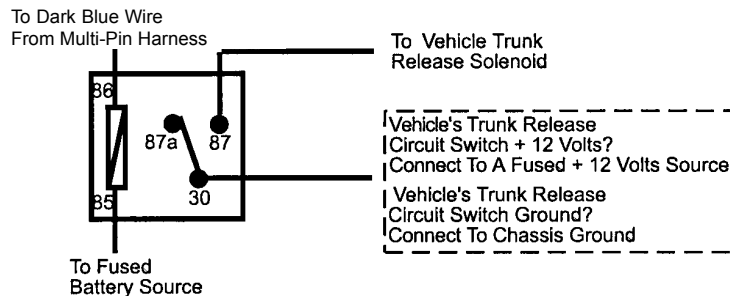 To Dark Blue Wire
From Multi-Pin Harness
To Vehicle Trunk
Release Solenoid
86
87a
87
85
30
Vehicle's Trunk Release
Circuit Switch + 12 Volts?
Connect To A Fused + 12 Volts Source
Vehicle's Trunk Release
Circuit Switch Ground?
Connect To Chassis Ground
To Fused
Battery Source